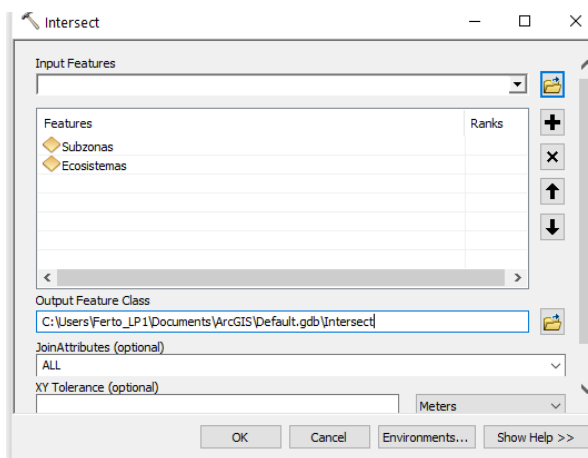 Intersect
Input Features
Features Ranks
Subzonas
Ecosistemas
Output Feature Class
C:\Users\Ferto_LP1\Documents\ArcGIS\Default.gdb\Intersect
JoinAttributes (optional)
ALL
XY Tolerance (optional)
Meters
OK Cancel Environments... Show Help >>